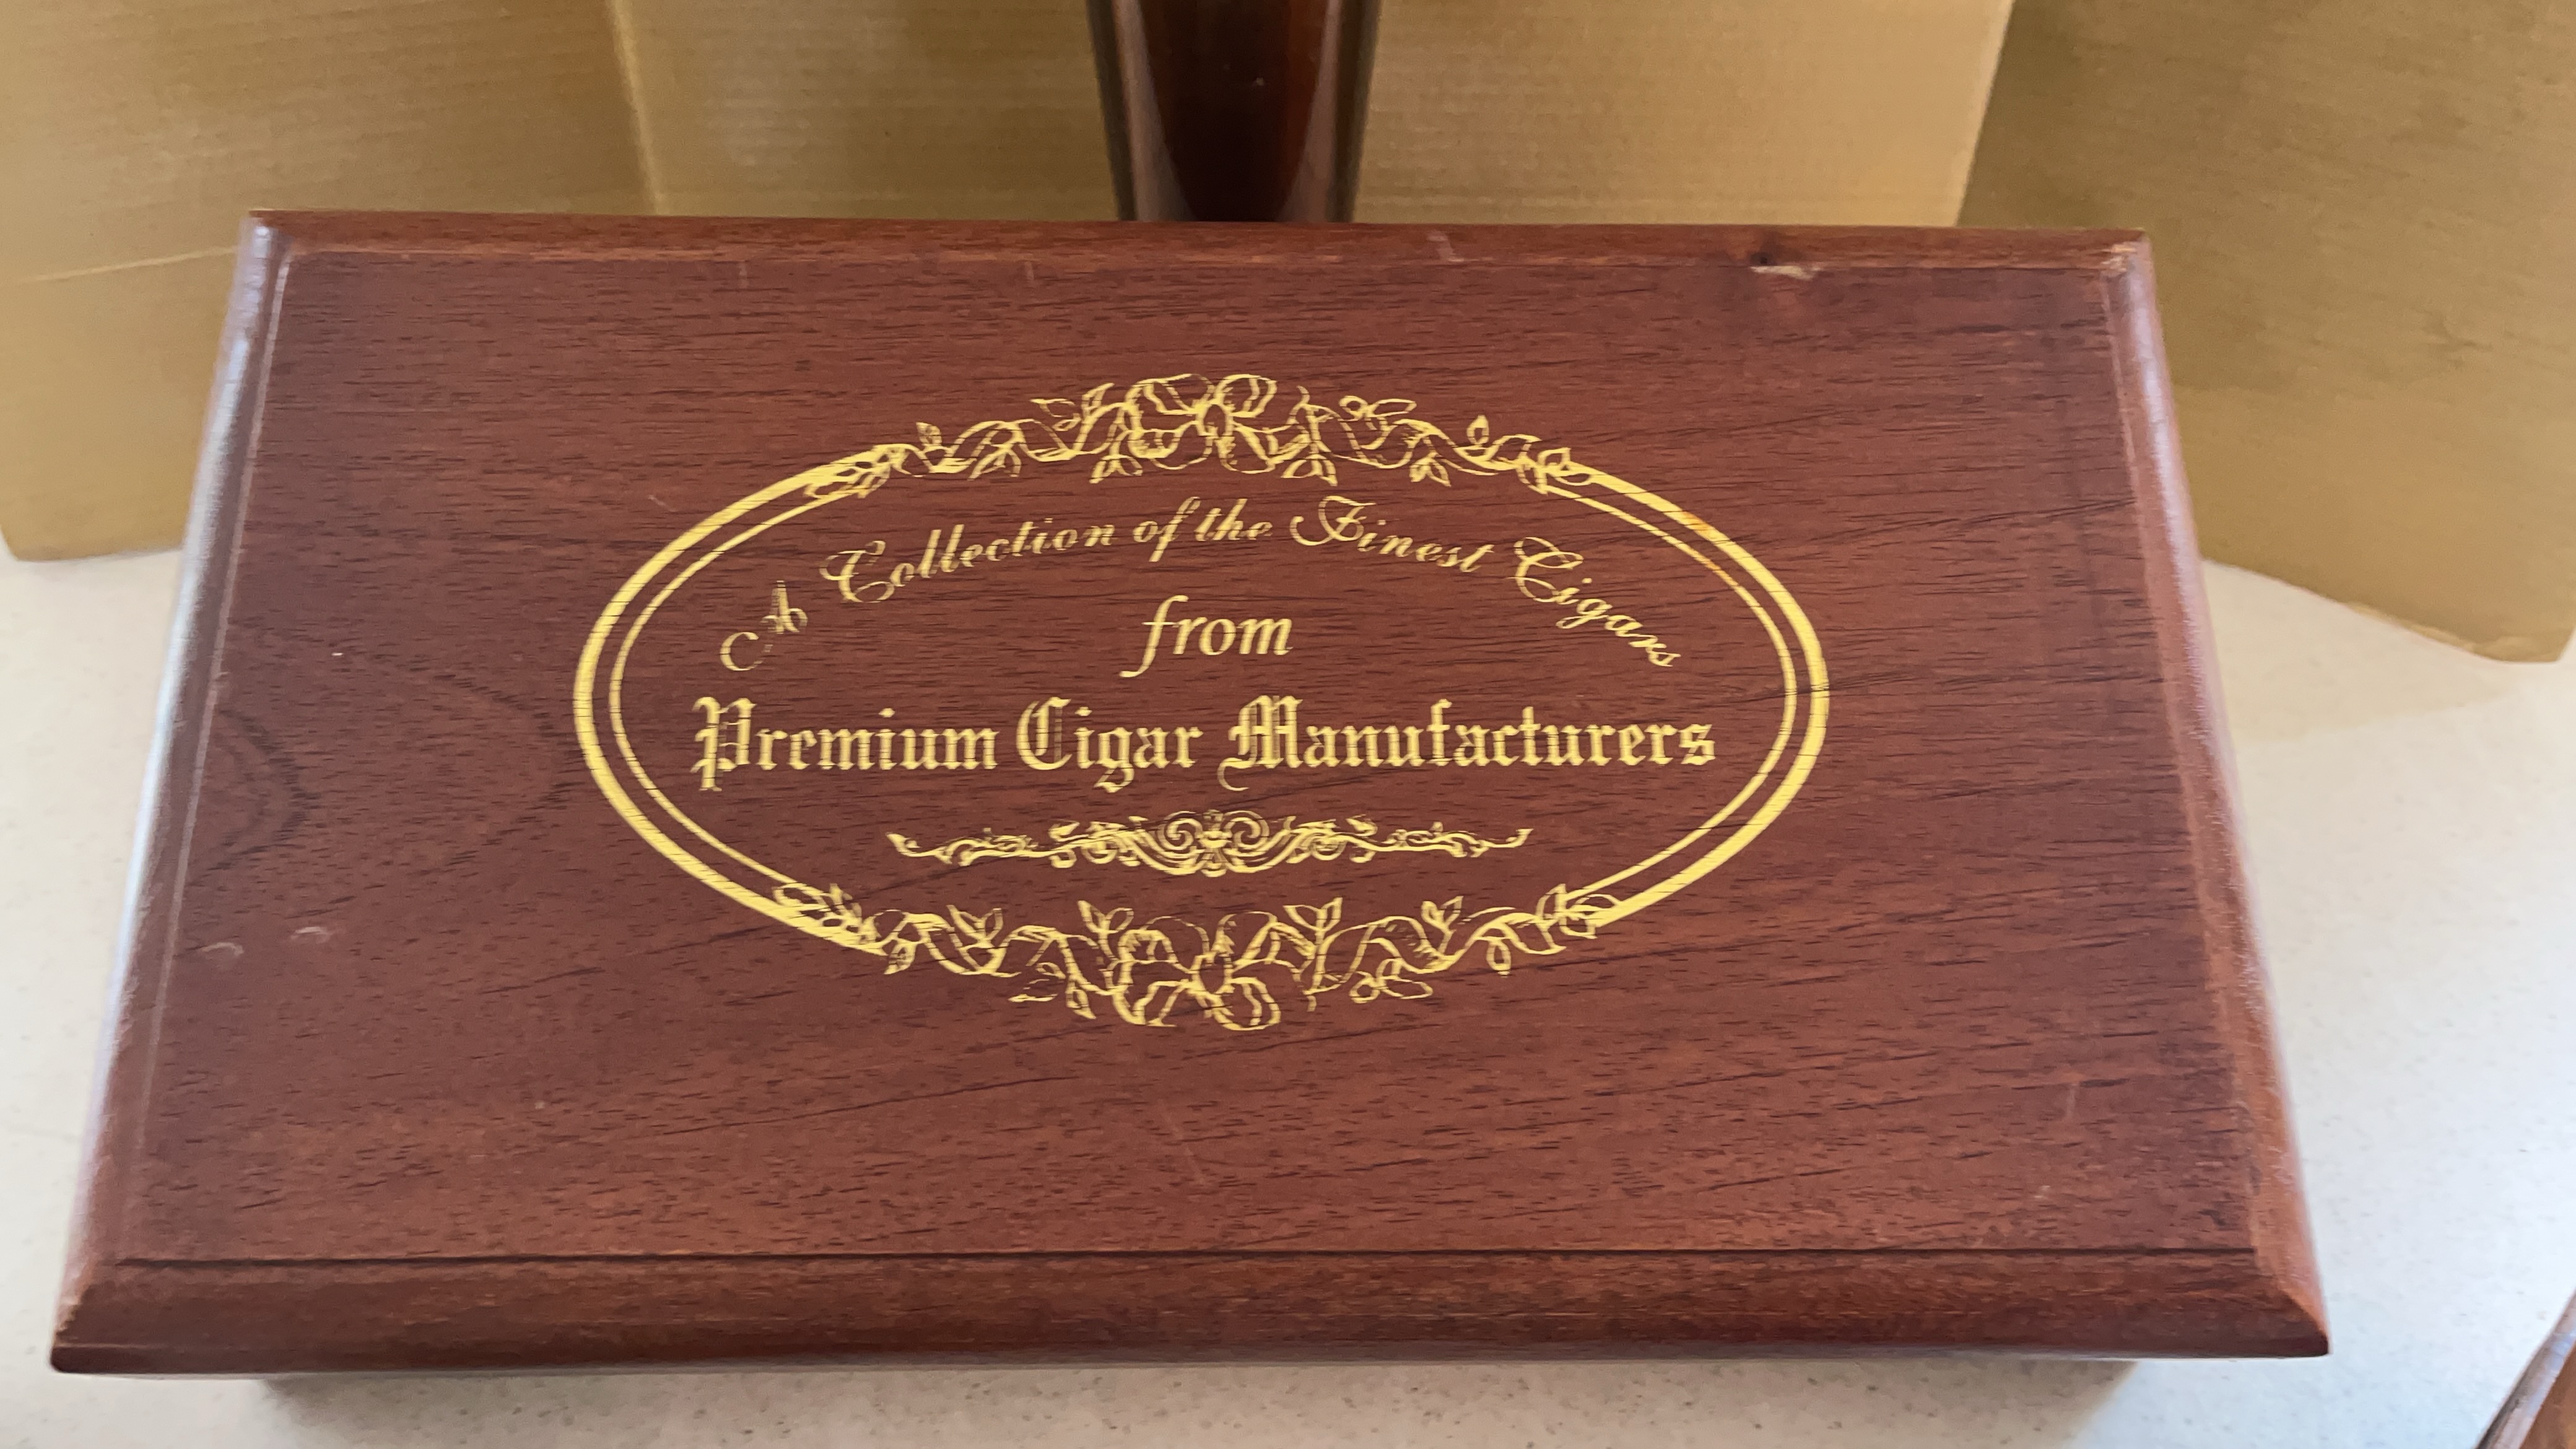 A Collection of the Finest Cigars
from
Premium Cigar Manufacturers